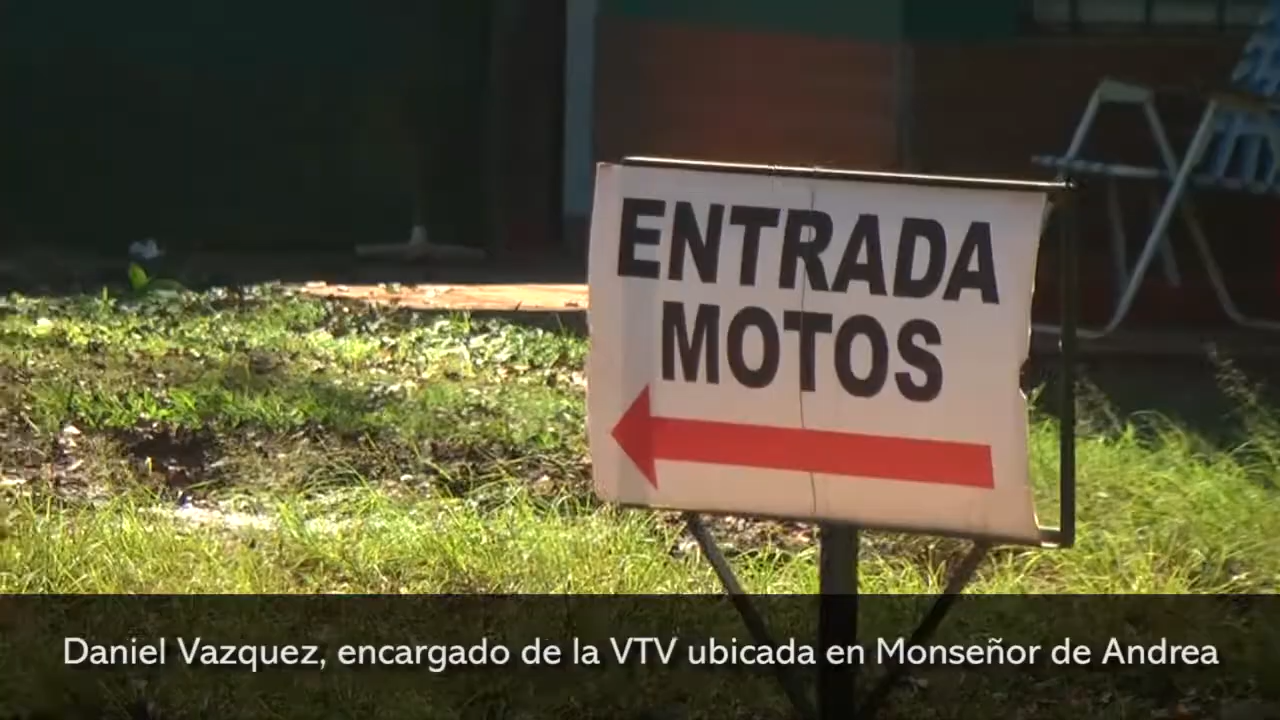 ENTRADA
MOTOS
Daniel Vazquez, encargado de la VTV ubicada en Monseñor de Andrea